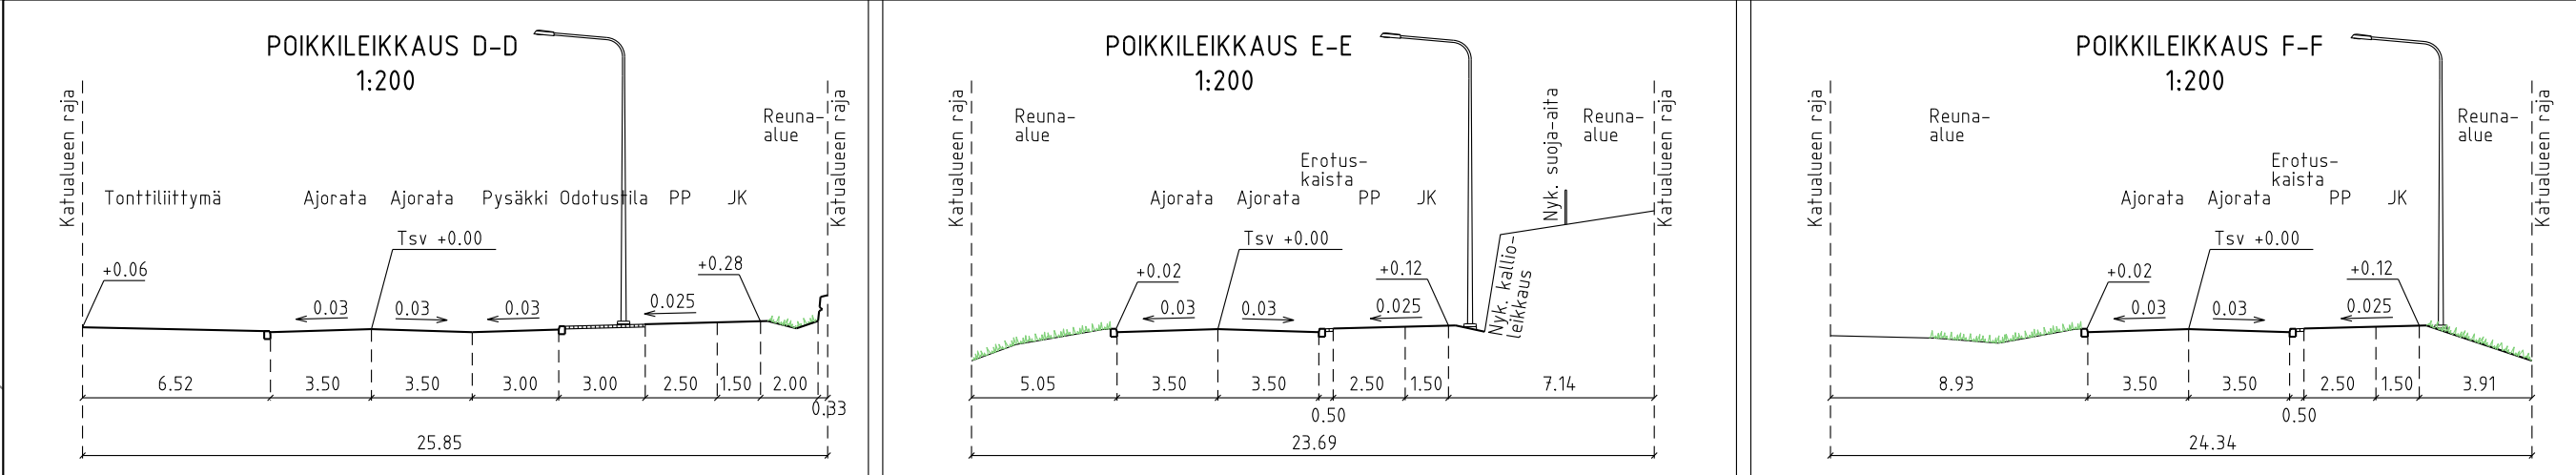 POIKKILEIKKAUS D-D
1:200
Katualueen raja
Reuna-
alue
Katualueen raja
Tonttiliittymä
Ajorata
Ajorata
Pysäkki
Odotustila
PP
JK
Tsv +0.00
+0.06
+0.28
0.03
0.03
0.03
0.025
6.52
3.50
3.50
3.00
3.00
2.50
1.50
2.00
0.33
25.85
POIKKILEIKKAUS E-E
1:200
Katualueen raja
Reuna-
alue
Nyk. suoja-aita
Reuna-
alue
Katualueen raja
Erotus-
kaista
Ajorata
Ajorata
PP
JK
Tsv +0.00
+0.02
+0.12
0.03
0.03
0.025
Nyk. kallio-
leikkaus
5.05
3.50
3.50
2.50
1.50
7.14
0.50
23.69
POIKKILEIKKAUS F-F
1:200
Katualueen raja
Reuna-
alue
Reuna-
alue
Katualueen raja
Erotus-
kaista
Ajorata
Ajorata
PP
JK
Tsv +0.00
+0.02
+0.12
0.03
0.03
0.025
8.93
3.50
3.50
2.50
1.50
3.91
0.50
24.34